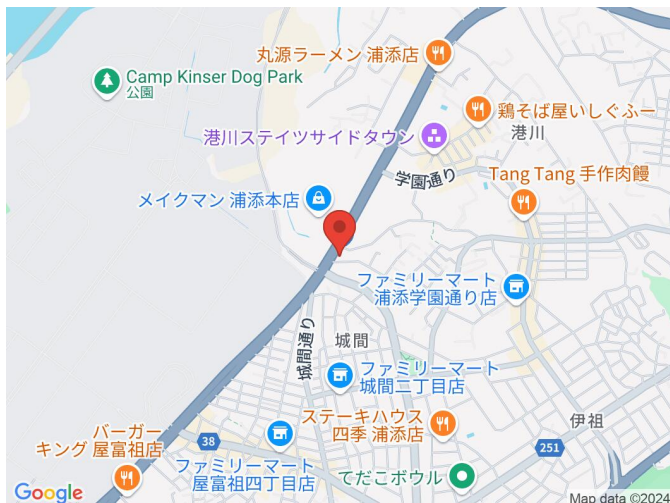 丸源ラーメン 浦添店
Camp Kinser Dog Park
公園
鶏そば屋いしぐふー
港川
港川ステイツサイドタウン
学園通り
Tang Tang 手作肉饅
メイクマン 浦添本店
ファミリーマート
浦添学園通り店
城間通り
城間
ファミリーマート
城間二丁目店
ステーキハウス
四季 浦添店
伊祖
バーガー
キング 屋富祖店
38
251
ファミリーマート
屋富祖四丁目店
てだこボウル
Google
Map data ©2024